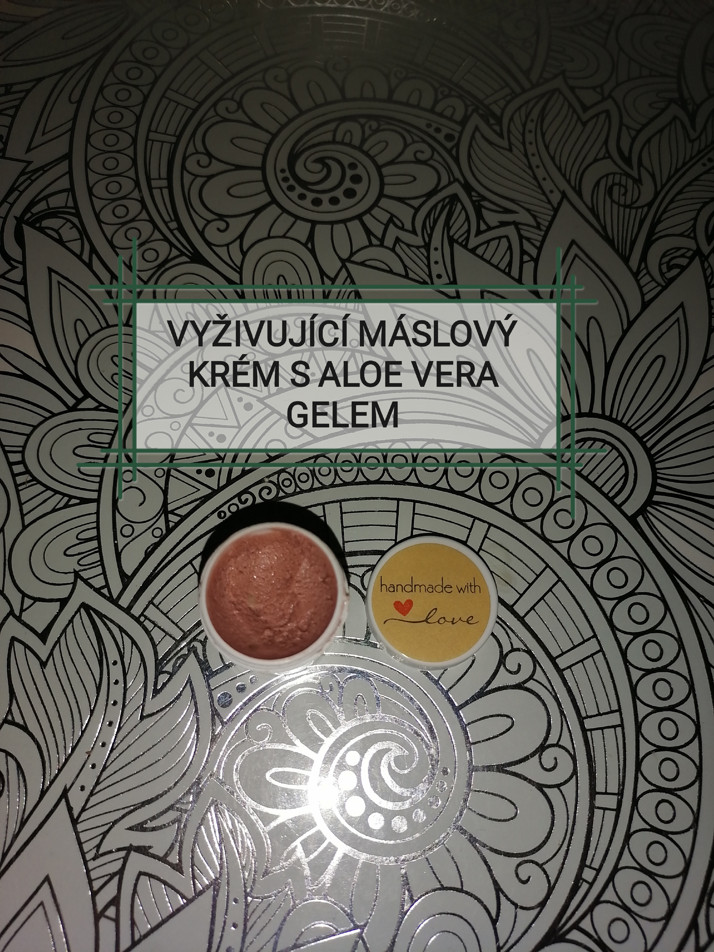 VYŽIVUJÍCÍ MÁSLOVÝ
KRÉM S ALOE VERA
GELEM
handmade with
love